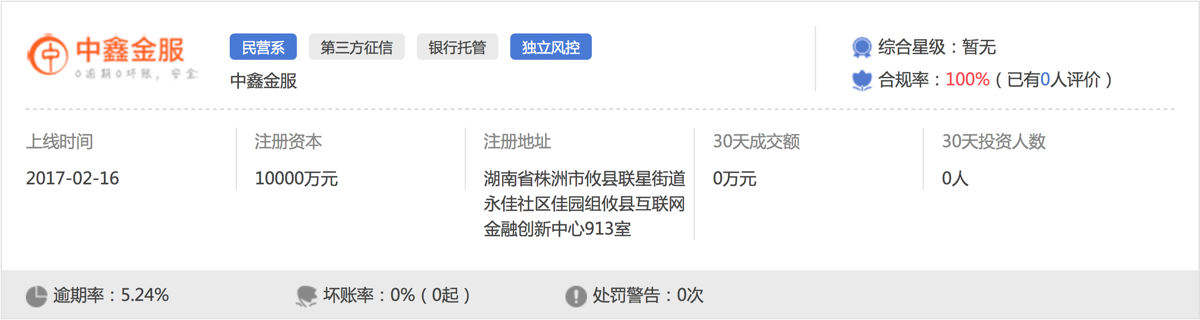 中鑫金服
0逾期0坏账，安全
民营系 第三方征信 银行托管 独立风控
中鑫金服
综合星级：暂无
合规率：100%（已有0人评价）
上线时间
2017-02-16
注册资本
10000万元
注册地址
湖南省株洲市攸县联星街道
永佳社区佳园组攸县互联网
金融创新中心913室
30天成交额
0万元
30天投资人数
0人
逾期率：5.24%
坏账率：0%（0起）
处罚警告：0次